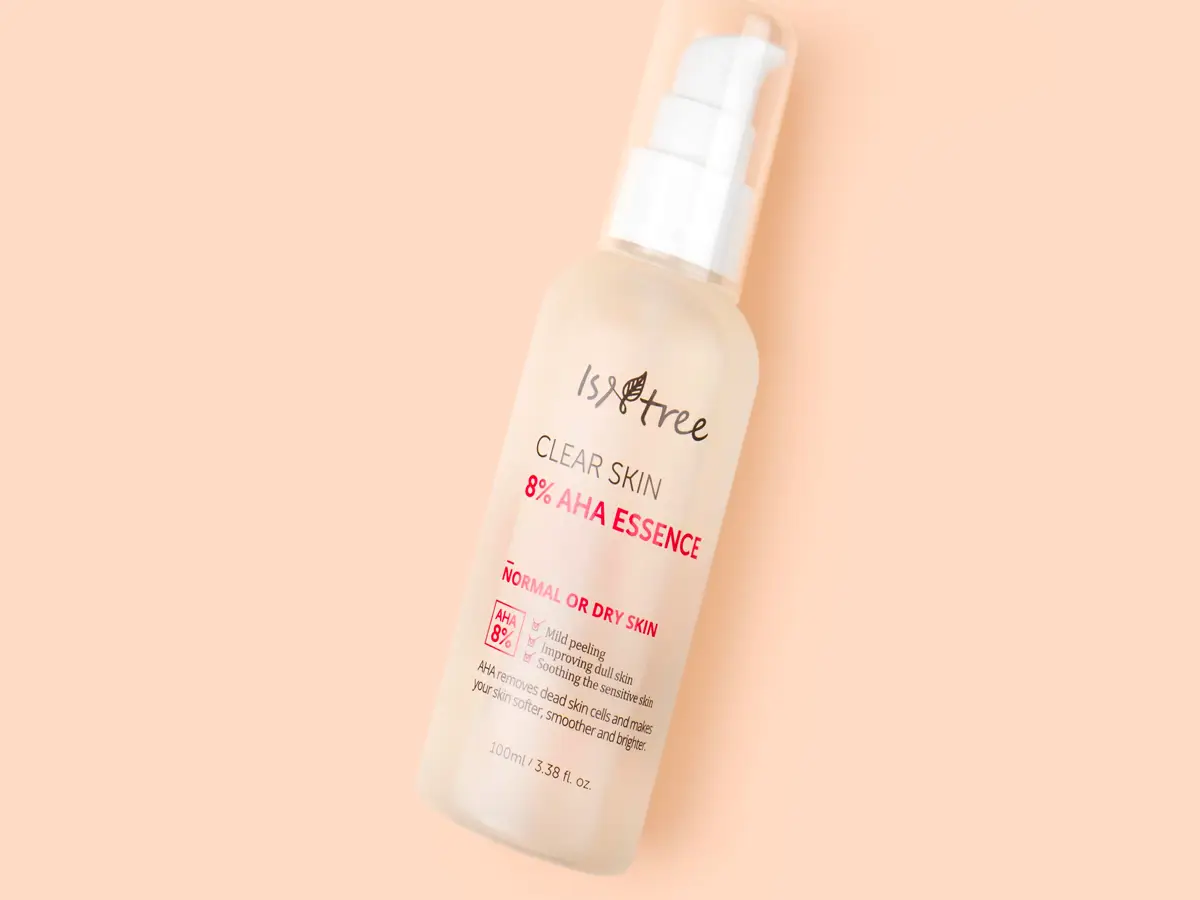 Isntree
CLEAR SKIN
8% AHA ESSENCE
NORMAL OR DRY SKIN
AHA
8%
Mild peeling
Improving dull skin
Soothing the sensitive skin
AHA removes dead skin cells and makes
your skin softer, smoother and brighter.
100ml / 3.38 fl. oz.